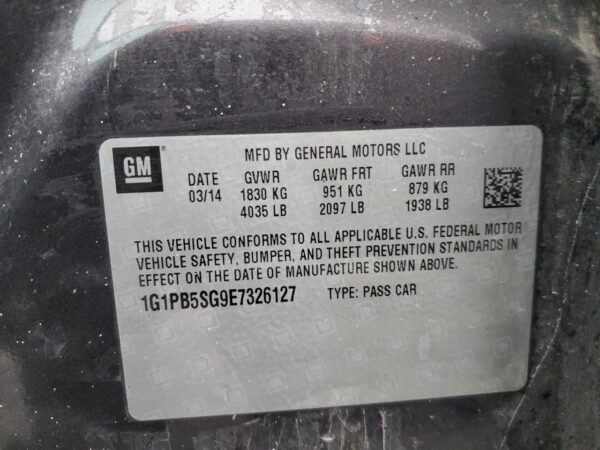 GM
MFD BY GENERAL MOTORS LLC
DATE GVWR GAWR FRT GAWR RR
03/14 1830 KG 951 KG 879 KG
4035 LB 2097 LB 1938 LB
THIS VEHICLE CONFORMS TO ALL APPLICABLE U.S. FEDERAL MOTOR
VEHICLE SAFETY, BUMPER, AND THEFT PREVENTION STANDARDS IN
EFFECT ON THE DATE OF MANUFACTURE SHOWN ABOVE.
1G1PB5SG9E7326127 TYPE: PASS CAR